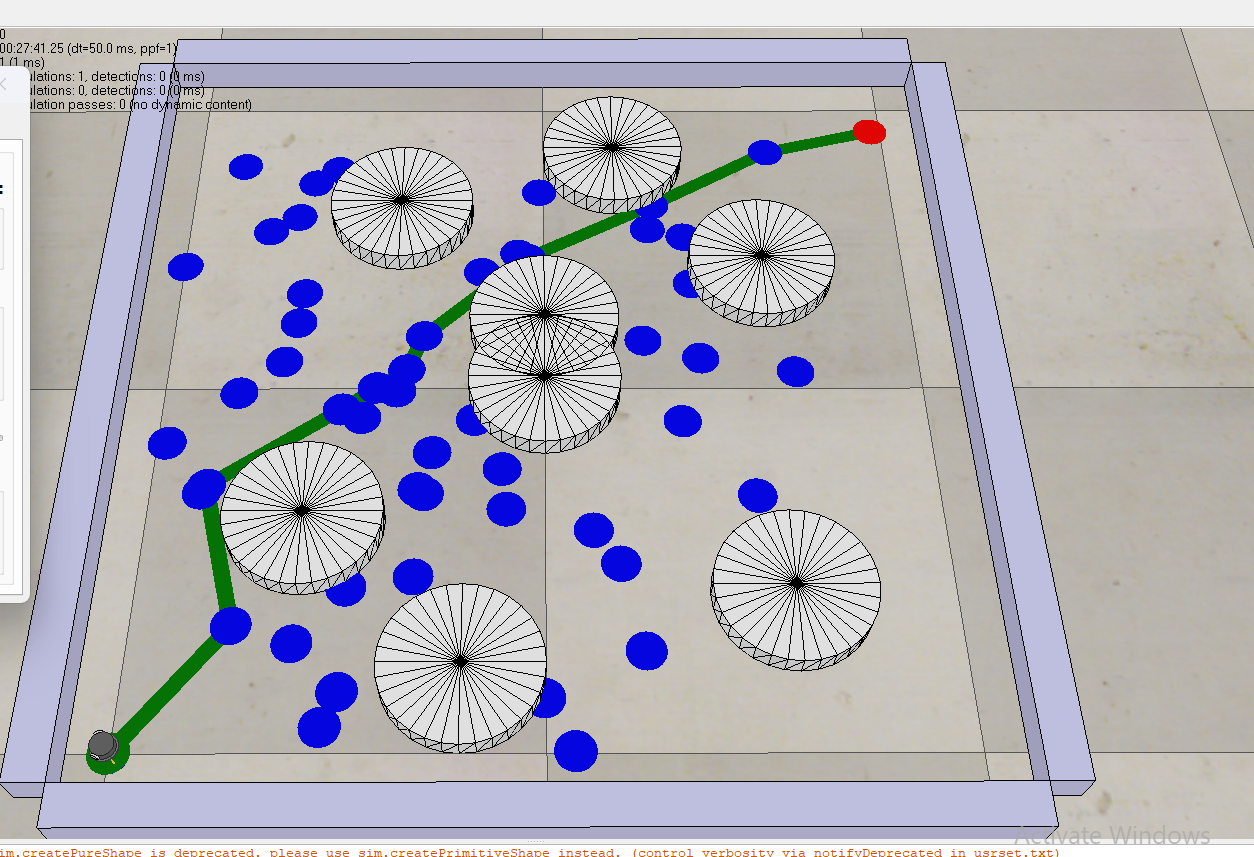 0
00:27:41.25 (dt=50.0 ms, ppf=1)
1 (1 ms)
ulations: 1, detections: 0 (0 ms)
ulations: 0, detections: 0 (0 ms)
ulation passes: 0 (no dynamic content)
Activate Windows
im.createPureShape is deprecated. please use sim.createPrimitiveShape instead. (control verbosity via notifyDeprecated in usrset.txt)